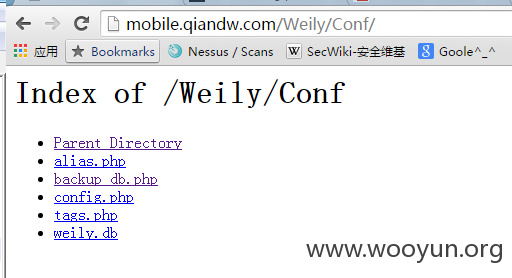 mobile.qiandw.com/Weily/Conf/
应用 Bookmarks Nessus / Scans SecWiki-安全维基 Goole^_^
Index of /Weily/Conf
Parent Directory
alias.php
backup_db.php
config.php
tags.php
weily.db
www.wooyun.org